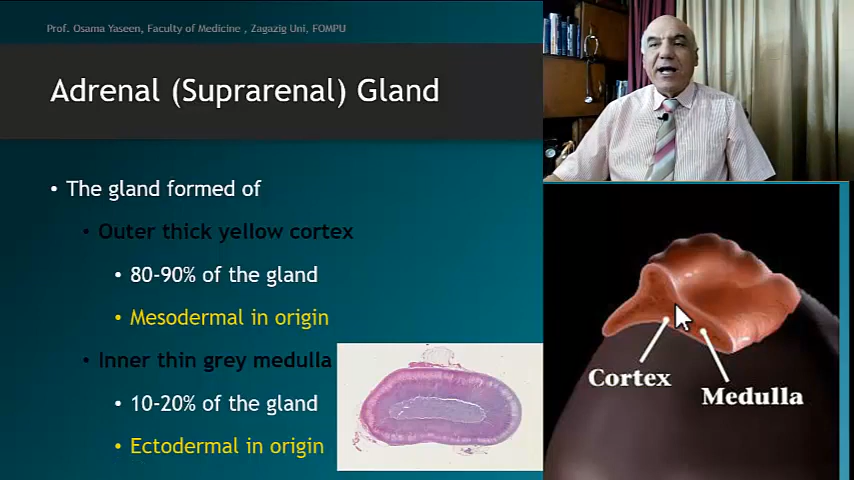 Prof. Osama Yaseen, Faculty of Medicine , Zagazig Uni, FOMPU
Adrenal (Suprarenal) Gland
• The gland formed of
• Outer thick yellow cortex
• 80-90% of the gland
• Mesodermal in origin
• Inner thin grey medulla
• 10-20% of the gland
• Ectodermal in origin
Cortex
Medulla